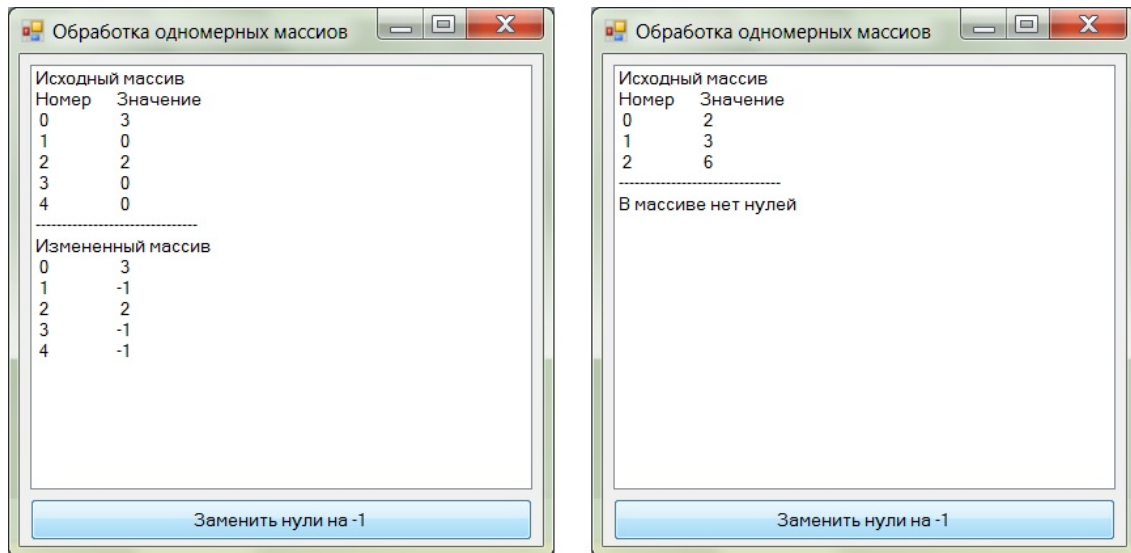 Обработка одномерных массиов
Исходный массив
Номер Значение
0 3
1 0
2 2
3 0
4 0
------------------------------
Измененный массив
0 3
1 -1
2 2
3 -1
4 -1
Заменить нули на -1
Обработка одномерных массиов
Исходный массив
Номер Значение
0 2
1 3
2 6
------------------------------
В массиве нет нулей
Заменить нули на -1